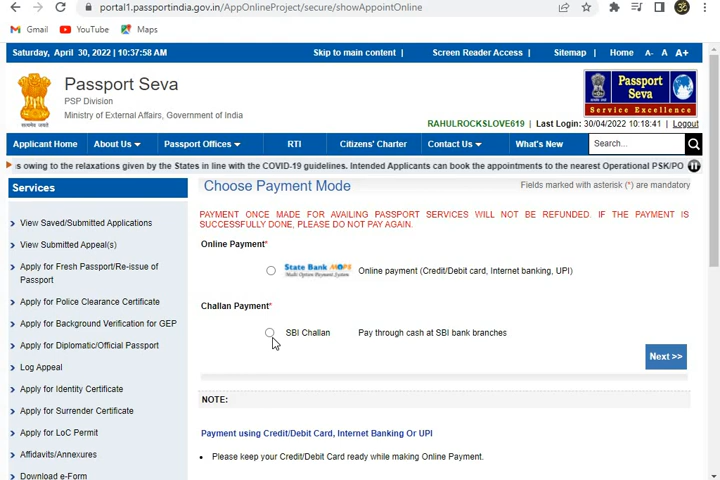 portal1.passportindia.gov.in/AppOnlineProject/secure/showAppointOnline
Gmail YouTube Maps
Saturday, April 30, 2022 | 10:37:58 AM Skip to main content | Screen Reader Access | Sitemap | Home A- A A+
Passport Seva
PSP Division
Ministry of External Affairs, Government of India
Passport
Seva
Service Excellence
RAHULROCKSLOVE619 | Last Login: 30/04/2022 10:18:41 | Logout
Applicant Home About Us Passport Offices RTI Citizens' Charter Contact Us What's New Search...
s owing to the relaxations given by the States in line with the COVID-19 guidelines. Intended Applicants can book the appointments to the nearest Operational PSK/PO
Services
View Saved/Submitted Applications
View Submitted Appeal(s)
Apply for Fresh Passport/Re-issue of
Passport
Apply for Police Clearance Certificate
Apply for Background Verification for GEP
Apply for Diplomatic/Official Passport
Log Appeal
Apply for Identity Certificate
Apply for Surrender Certificate
Apply for LoC Permit
Affidavits/Annexures
Download e-Form
Choose Payment Mode
Fields marked with asterisk (*) are mandatory
PAYMENT ONCE MADE FOR AVAILING PASSPORT SERVICES WILL NOT BE REFUNDED. IF THE PAYMENT IS
SUCCESSFULLY DONE, PLEASE DO NOT PAY AGAIN.
Online Payment*
State Bank MOPS
Multi Option Payment System
Online payment (Credit/Debit card, Internet banking, UPI)
Challan Payment*
SBI Challan Pay through cash at SBI bank branches
Next >>
NOTE:
Payment using Credit/Debit Card, Internet Banking Or UPI
Please keep your Credit/Debit Card ready while making Online Payment.